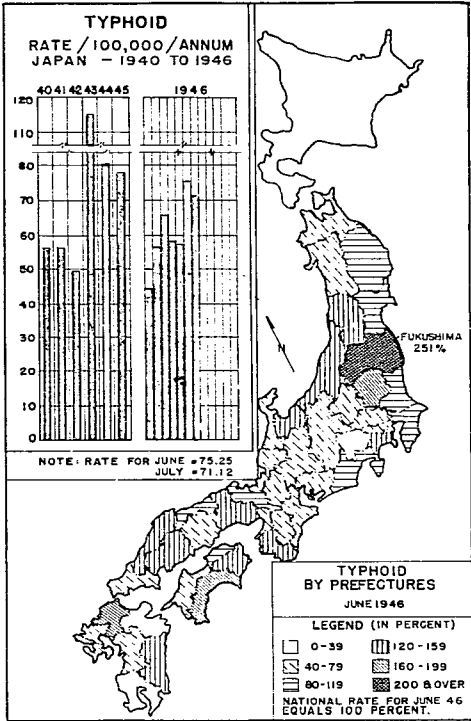 TYPHOID
RATE / 100,000 / ANNUM
JAPAN - 1940 TO 1946
40 41 42 43 44 45 1946
120
110
80
70
60
50
40
30
20
10
0
NOTE: RATE FOR JUNE = 75.25
JULY = 71.12
N
FUKUSHIMA
251%
TYPHOID
BY PREFECTURES
JUNE 1946
LEGEND (IN PERCENT)
0-39 120-159
40-79 160-199
80-119 200 & OVER
NATIONAL RATE FOR JUNE 46
EQUALS 100 PERCENT.